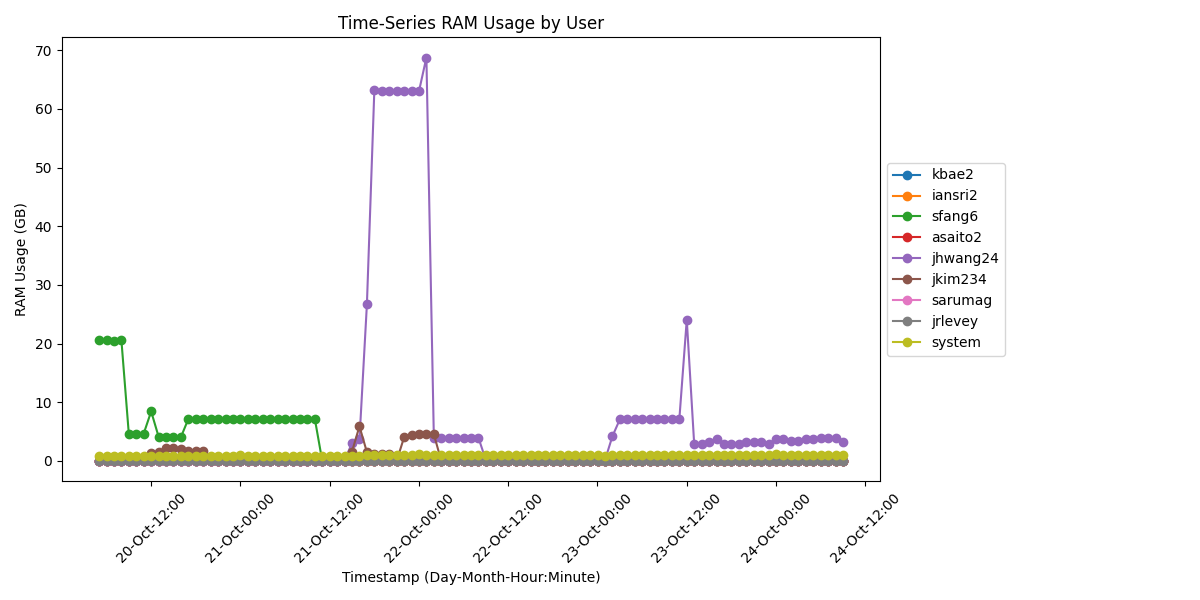 Time-Series RAM Usage by User
RAM Usage (GB)
70
60
50
40
30
20
10
0
20-Oct-12:00
21-Oct-00:00
21-Oct-12:00
22-Oct-00:00
22-Oct-12:00
23-Oct-00:00
23-Oct-12:00
24-Oct-00:00
24-Oct-12:00
Timestamp (Day-Month-Hour:Minute)
kbae2
iansri2
sfang6
asaito2
jhwang24
jkim234
sarumag
jrlevey
system